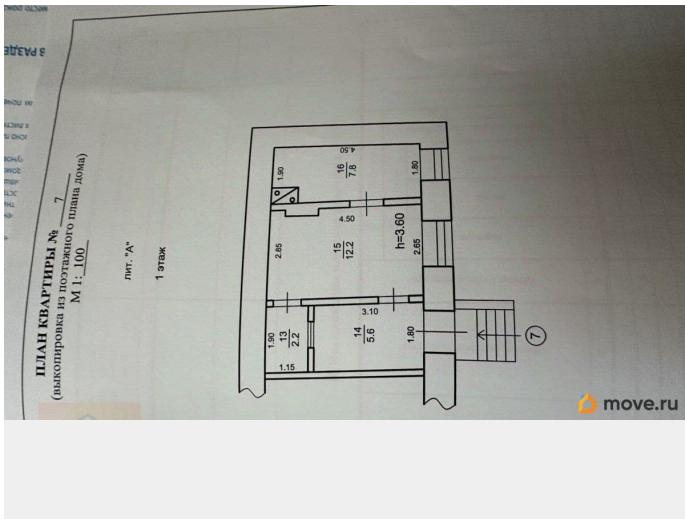 В РАЗДЕ
ПЛАН КВАРТИРЫ № 7
(выкопировка из поэтажного плана дома)
М 1: 100
лит. "А"
1 этаж
1.90
4.50
16
7.8
1.80
2.85
4.50
15
12.2
h=3.60
2.65
1.90
13
2.2
1.15
3.10
14
5.6
1.80
7
move.ru